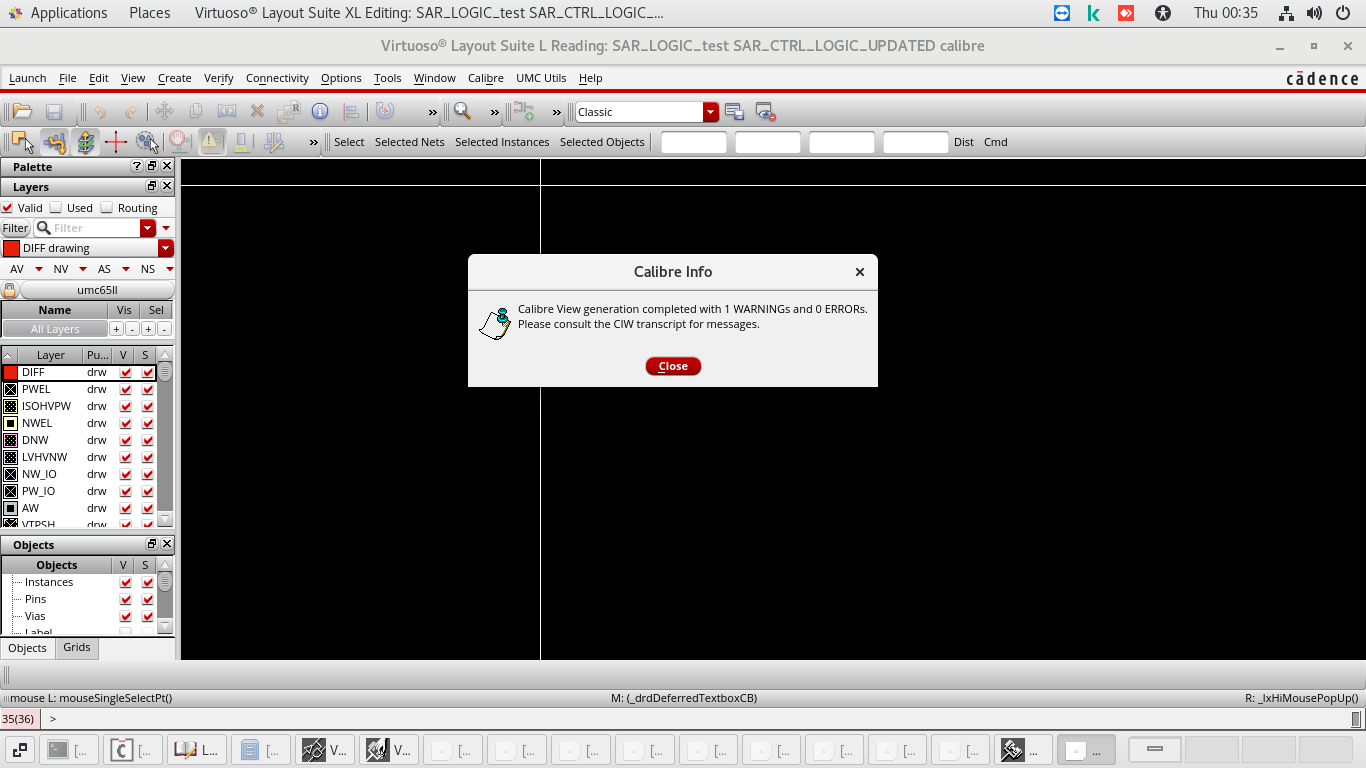 Applications Places Virtuoso® Layout Suite XL Editing: SAR_LOGIC_test SAR_CTRL_LOGIC_... Thu 00:35
Virtuoso® Layout Suite L Reading: SAR_LOGIC_test SAR_CTRL_LOGIC_UPDATED calibre
Launch File Edit View Create Verify Connectivity Options Tools Window Calibre UMC Utils Help cādence
» » » Classic
» Select Selected Nets Selected Instances Selected Objects Dist Cmd
Palette
Layers
Valid Used Routing
Filter Filter
DIFF drawing
AV NV AS NS
umc65ll
Name Vis Sel
All Layers + - + -
Layer Pu... V S
DIFF drw
PWEL drw
ISOHVPW drw
NWEL drw
DNW drw
LVHVNW drw
NW_IO drw
PW_IO drw
AW drw
VTPSH drw
Objects
Objects V S
Instances
Pins
Vias
Label
Objects Grids
Calibre Info
Calibre View generation completed with 1 WARNINGs and 0 ERRORs.
Please consult the CIW transcript for messages.
Close
mouse L: mouseSingleSelectPt() M: (_drdDeferredTextboxCB) R: _lxHiMousePopUp()
35(36) >
[... [... L... [... V... V... [... [... [... [... [... [... [... [... ... ...